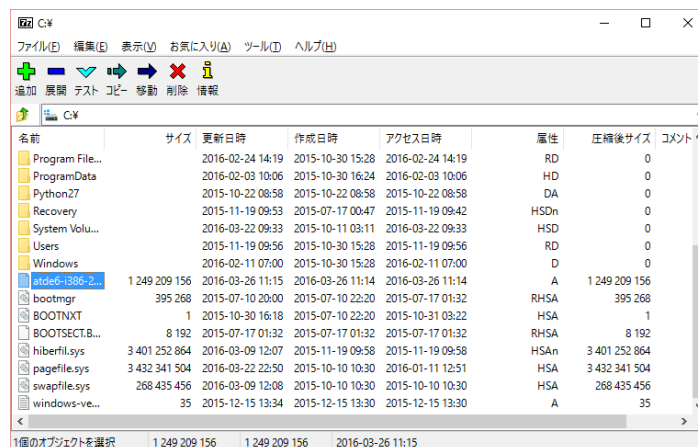 7z C:¥
ファイル(F) 編集(E) 表示(V) お気に入り(A) ツール(T) ヘルプ(H)
追加 展開 テスト コピー 移動 削除 情報
C:¥
名前 サイズ 更新日時 作成日時 アクセス日時 属性 圧縮後サイズ コメント
Program File... 2016-02-24 14:19 2015-10-30 15:28 2016-02-24 14:19 RD 0
ProgramData 2016-02-03 10:06 2015-10-30 16:24 2016-02-03 10:06 HD 0
Python27 2015-10-22 08:58 2015-10-22 08:58 2015-10-22 08:58 DA 0
Recovery 2015-11-19 09:53 2015-07-17 00:47 2015-11-19 09:42 HSDn 0
System Volu... 2016-03-22 09:33 2015-10-11 03:11 2016-03-22 09:33 HSD 0
Users 2015-11-19 09:56 2015-10-30 15:28 2015-11-19 09:56 RD 0
Windows 2016-02-11 07:00 2015-10-30 15:28 2016-02-11 07:00 D 0
atde6-i386-2... 1 249 209 156 2016-03-26 11:15 2016-03-26 11:14 2016-03-26 11:14 A 1 249 209 156
bootmgr 395 268 2015-07-10 20:00 2015-07-10 22:20 2015-07-17 01:32 RHSA 395 268
BOOTNXT 1 2015-10-30 16:18 2015-07-10 22:20 2015-10-31 03:22 HSA 1
BOOTSECT.B... 8 192 2015-07-17 01:32 2015-07-17 01:32 2015-07-17 01:32 RHSA 8 192
hiberfil.sys 3 401 252 864 2016-03-09 12:07 2015-11-19 09:58 2015-11-19 09:58 HSAn 3 401 252 864
pagefile.sys 3 432 341 504 2016-03-22 22:50 2015-10-10 10:30 2016-01-11 12:51 HSA 3 432 341 504
swapfile.sys 268 435 456 2016-03-09 12:08 2015-10-10 10:30 2015-10-10 10:30 HSA 268 435 456
windows-ve... 35 2015-12-15 13:34 2015-12-15 13:30 2015-12-15 13:30 A 35
1個のオブジェクトを選択 1 249 209 156 1 249 209 156 2016-03-26 11:15